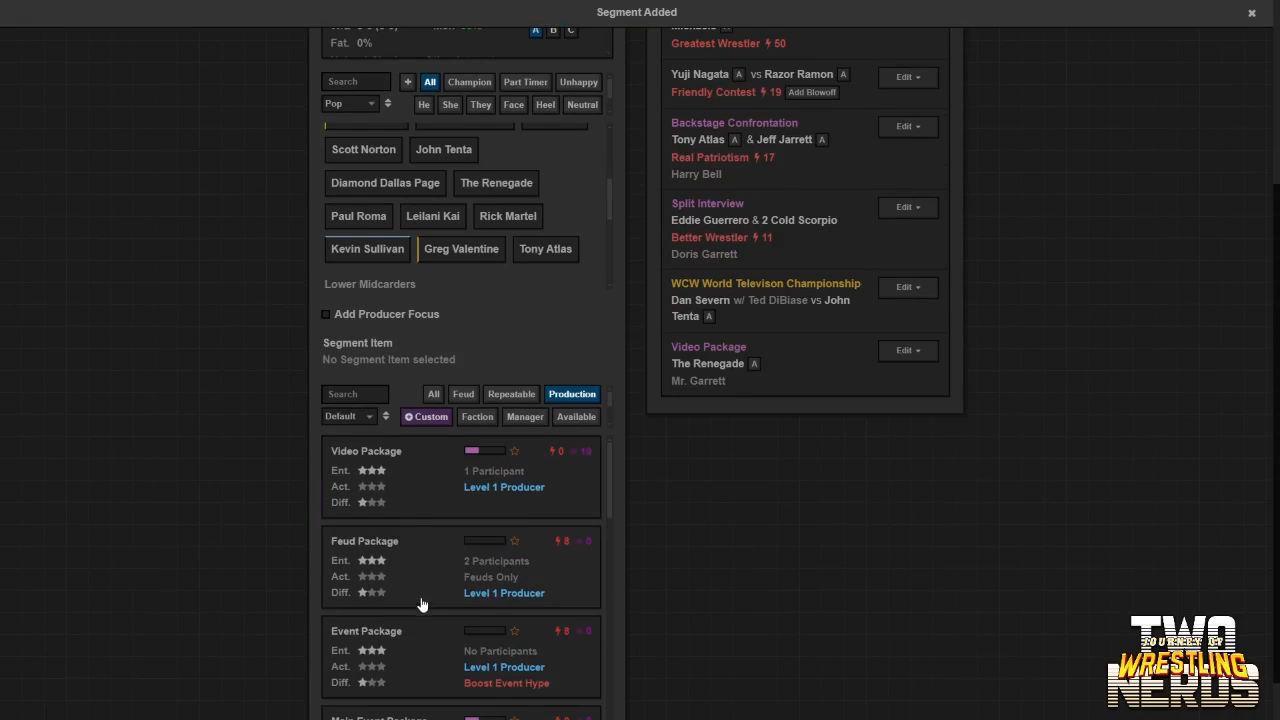 Segment Added
Fat. 0%
A B C
Search + All Champion Part Timer Unhappy
Pop He She They Face Heel Neutral
Scott Norton John Tenta
Diamond Dallas Page The Renegade
Paul Roma Leilani Kai Rick Martel
Kevin Sullivan Greg Valentine Tony Atlas
Lower Midcarders
Add Producer Focus
Segment Item
No Segment Item selected
Search All Feud Repeatable Production
Default Custom Faction Manager Available
Video Package 0 10
Ent. 1 Participant
Act. Level 1 Producer
Diff.
Feud Package 8 0
Ent. 2 Participants
Act. Feuds Only
Diff. Level 1 Producer
Event Package 8 0
Ent. No Participants
Act. Level 1 Producer
Diff. Boost Event Hype
Greatest Wrestler 50
Yuji Nagata A vs Razor Ramon A Edit
Friendly Contest 19 Add Blowoff
Backstage Confrontation Edit
Tony Atlas A & Jeff Jarrett A
Real Patriotism 17
Harry Bell
Split Interview Edit
Eddie Guerrero & 2 Cold Scorpio
Better Wrestler 11
Doris Garrett
WCW World Televison Championship Edit
Dan Severn w/ Ted DiBiase vs John
Tenta A
Video Package Edit
The Renegade A
Mr. Garrett
TWO
JOURNEY OF
WRESTLING
NERDS